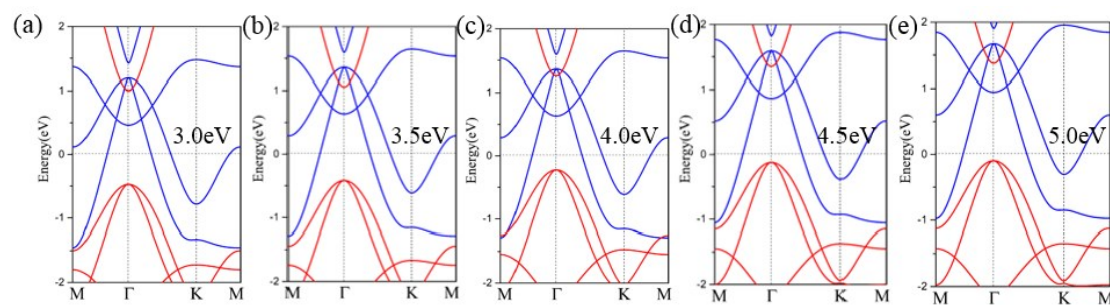 (a)
2
1
0
-1
-2
Energy(eV)
3.0eV
M Γ K M
(b)
2
1
0
-1
-2
Energy(eV)
3.5eV
M Γ K M
(c)
2
1
0
-1
-2
Energy(eV)
4.0eV
M Γ K M
(d)
2
1
0
-1
-2
Energy(eV)
4.5eV
M Γ K M
(e)
2
1
0
-1
-2
Energy(eV)
5.0eV
M Γ K M